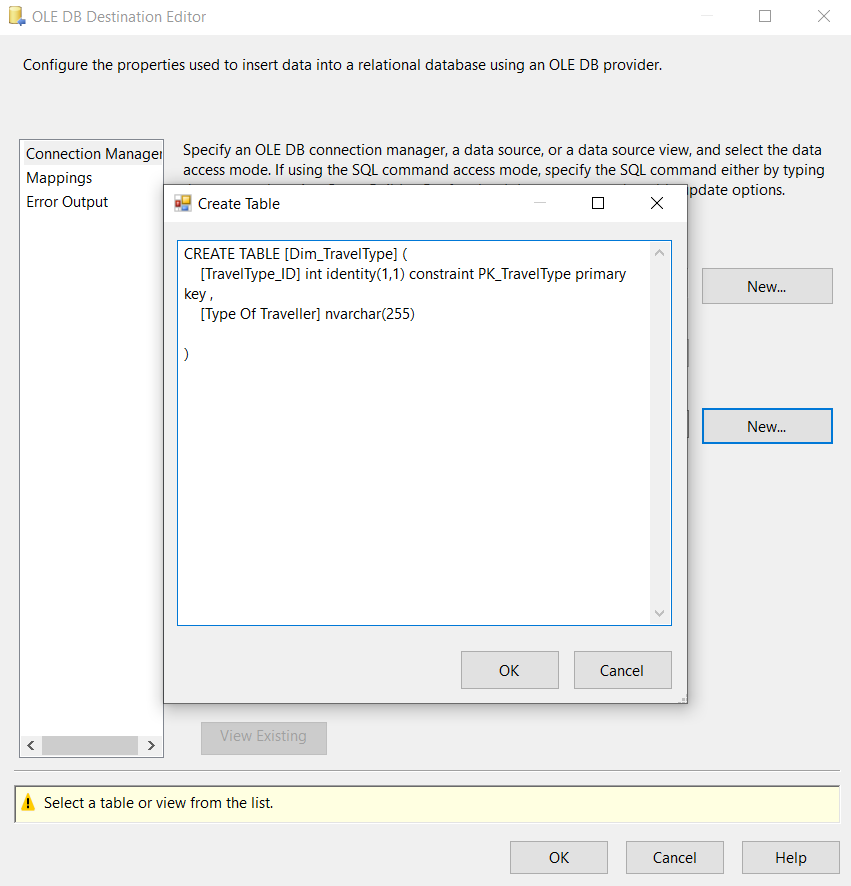 OLE DB Destination Editor
Configure the properties used to insert data into a relational database using an OLE DB provider.
Connection Manager
Mappings
Error Output
Specify an OLE DB connection manager, a data source, or a data source view, and select the data
access mode. If using the SQL command access mode, specify the SQL command either by typing
update options.
Create Table
CREATE TABLE [Dim_TravelType] (
[TravelType_ID] int identity(1,1) constraint PK_TravelType primary
key ,
[Type Of Traveller] nvarchar(255)
)
New...
New...
OK
Cancel
View Existing
Select a table or view from the list.
OK
Cancel
Help